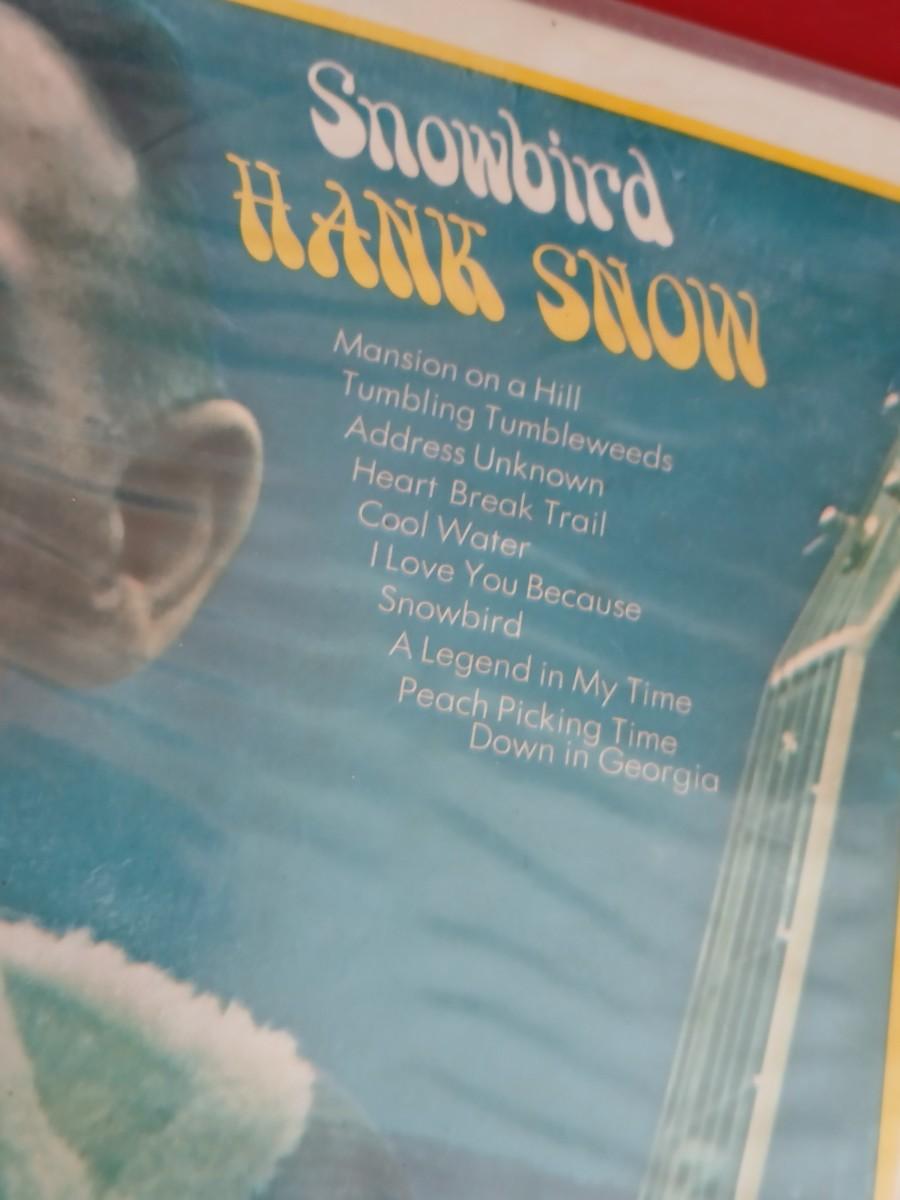 Snowbird
HANK SNOW
Mansion on a Hill
Tumbling Tumbleweeds
Address Unknown
Heart Break Trail
Cool Water
I Love You Because
Snowbird
A Legend in My Time
Peach Picking Time
Down in Georgia